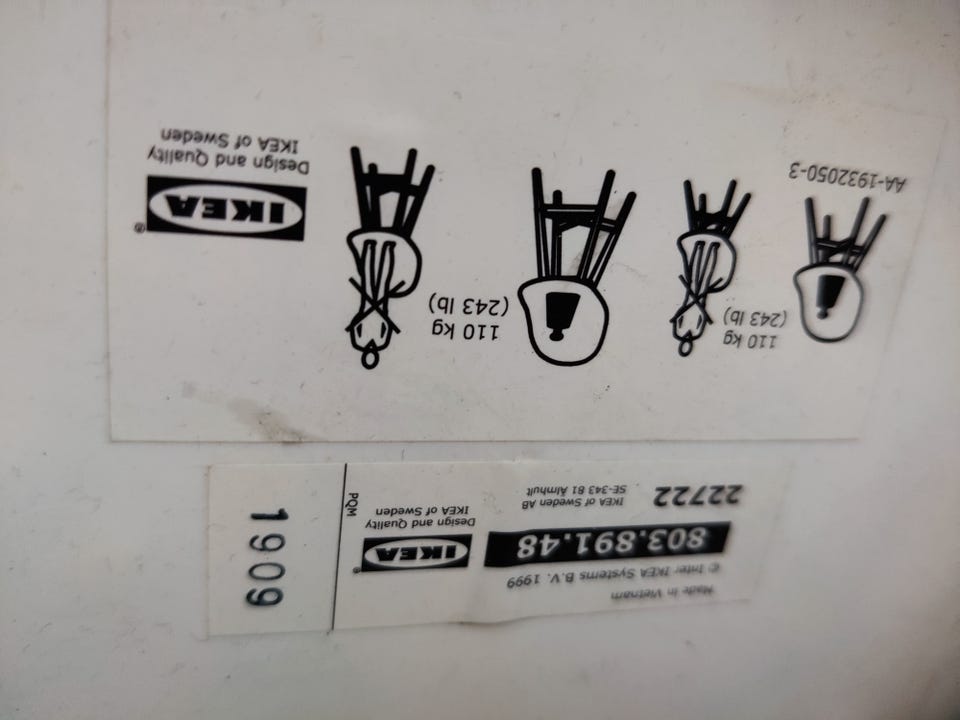 AA-1932050-3
110 kg
(243 lb)
110 kg
(243 lb)
IKEA®
Design and Quality
IKEA of Sweden
Made in Vietnam
© Inter IKEA Systems B.V. 1999
803.891.48
22722
IKEA of Sweden AB
SE-343 81 Älmhult
IKEA®
Design and Quality
IKEA of Sweden
PQM
1909